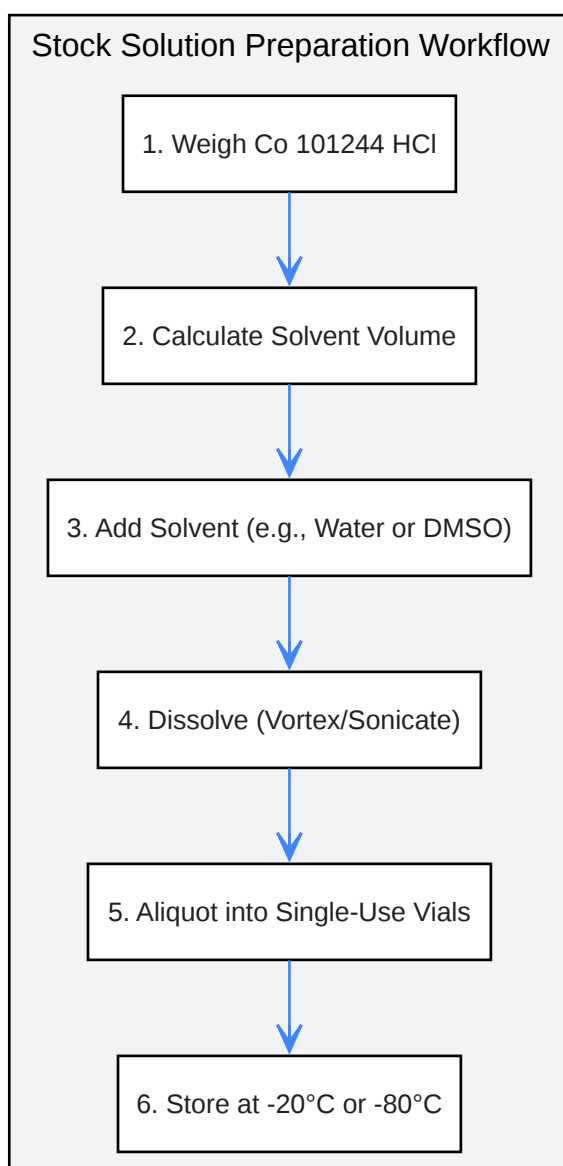 Stock Solution Preparation Workflow
1. Weigh Co 101244 HCl
2. Calculate Solvent Volume
3. Add Solvent (e.g., Water or DMSO)
4. Dissolve (Vortex/Sonicate)
5. Aliquot into Single-Use Vials
6. Store at -20°C or -80°C